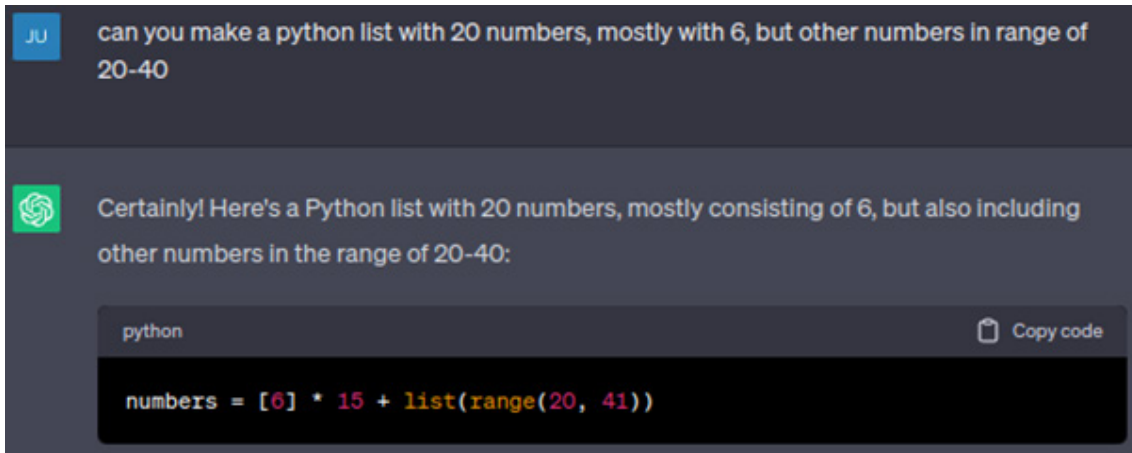 JU
can you make a python list with 20 numbers, mostly with 6, but other numbers in range of
20-40
Certainly! Here's a Python list with 20 numbers, mostly consisting of 6, but also including
other numbers in the range of 20-40:
python Copy code
numbers = [6] * 15 + list(range(20, 41))